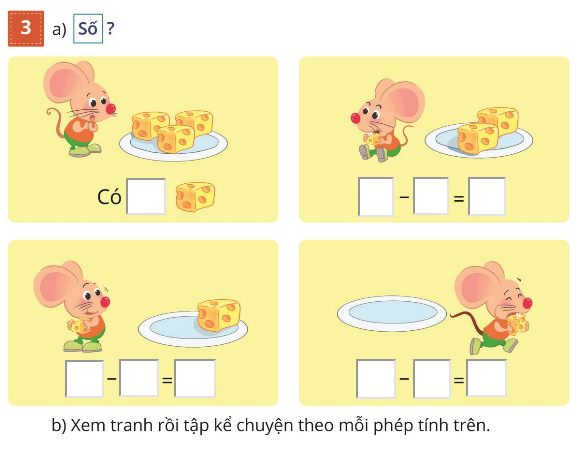 3 a) Số ?
Có
− =
− =
− =
b) Xem tranh rồi tập kể chuyện theo mỗi phép tính trên.